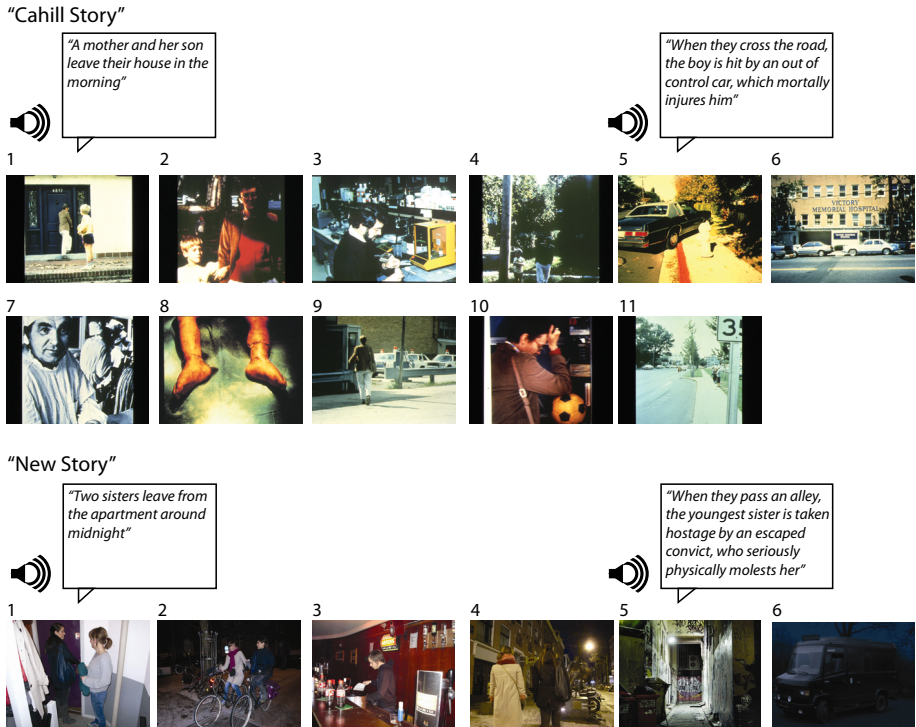 “Cahill Story”
“A mother and her son
leave their house in the
morning”
“When they cross the road,
the boy is hit by an out of
control car, which mortally
injures him”
1
2
3
4
5
6
VICTORY
MEMORIAL HOSPITAL
7
8
9
10
11
3
“New Story”
“Two sisters leave from
the apartment around
midnight”
“When they pass an alley,
the youngest sister is taken
hostage by an escaped
convict, who seriously
physically molests her”
1
2
3
4
5
6